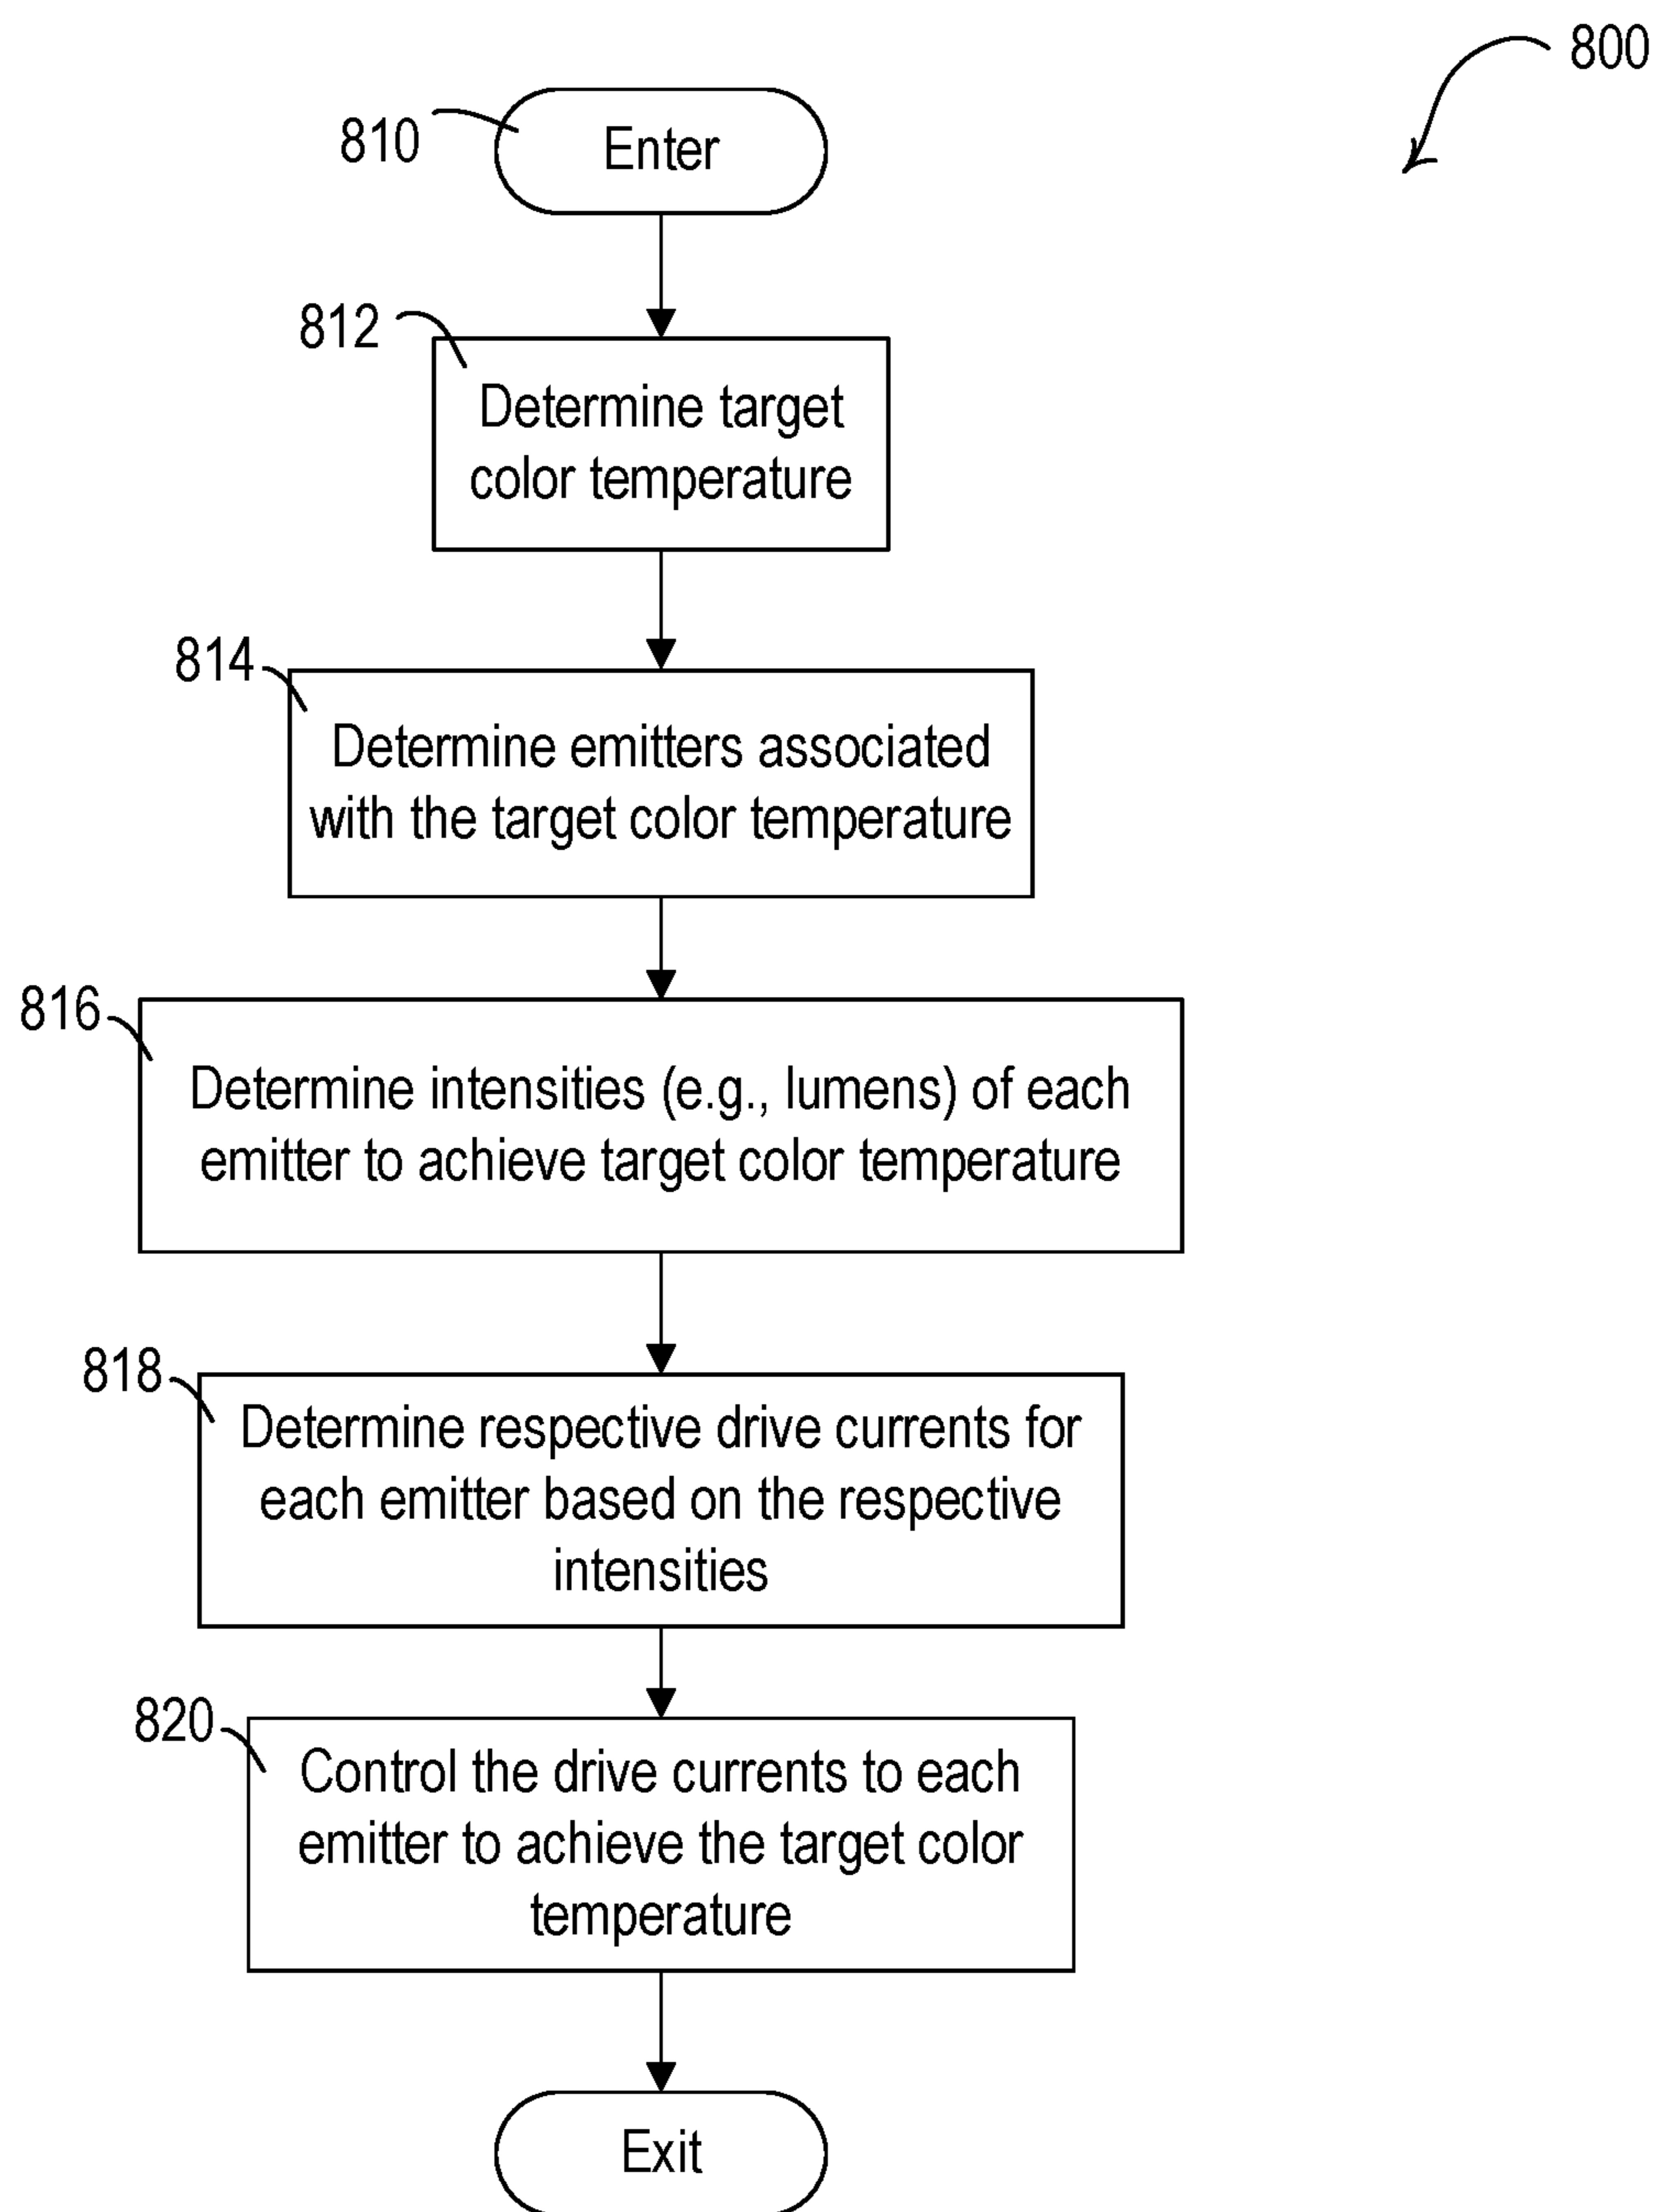 800
810
Enter
812
Determine target
color temperature
814
Determine emitters associated
with the target color temperature
816
Determine intensities (e.g., lumens) of each
emitter to achieve target color temperature
818
Determine respective drive currents for
each emitter based on the respective
intensities
820
Control the drive currents to each
emitter to achieve the target color
temperature
Exit